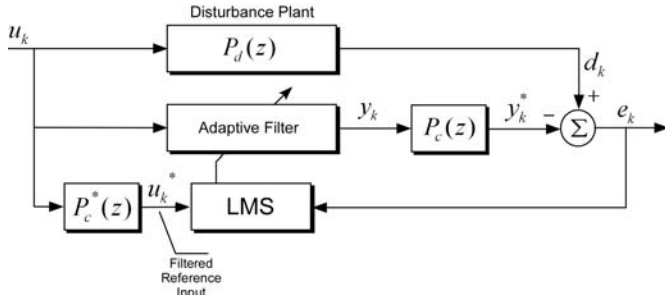 Disturbance Plant
u_k
P_d(z)
d_k
+
Adaptive Filter
y_k
P_c(z)
y_k^*
−
Σ
e_k
P_c^*(z)
u_k^*
LMS
Filtered
Reference
Input